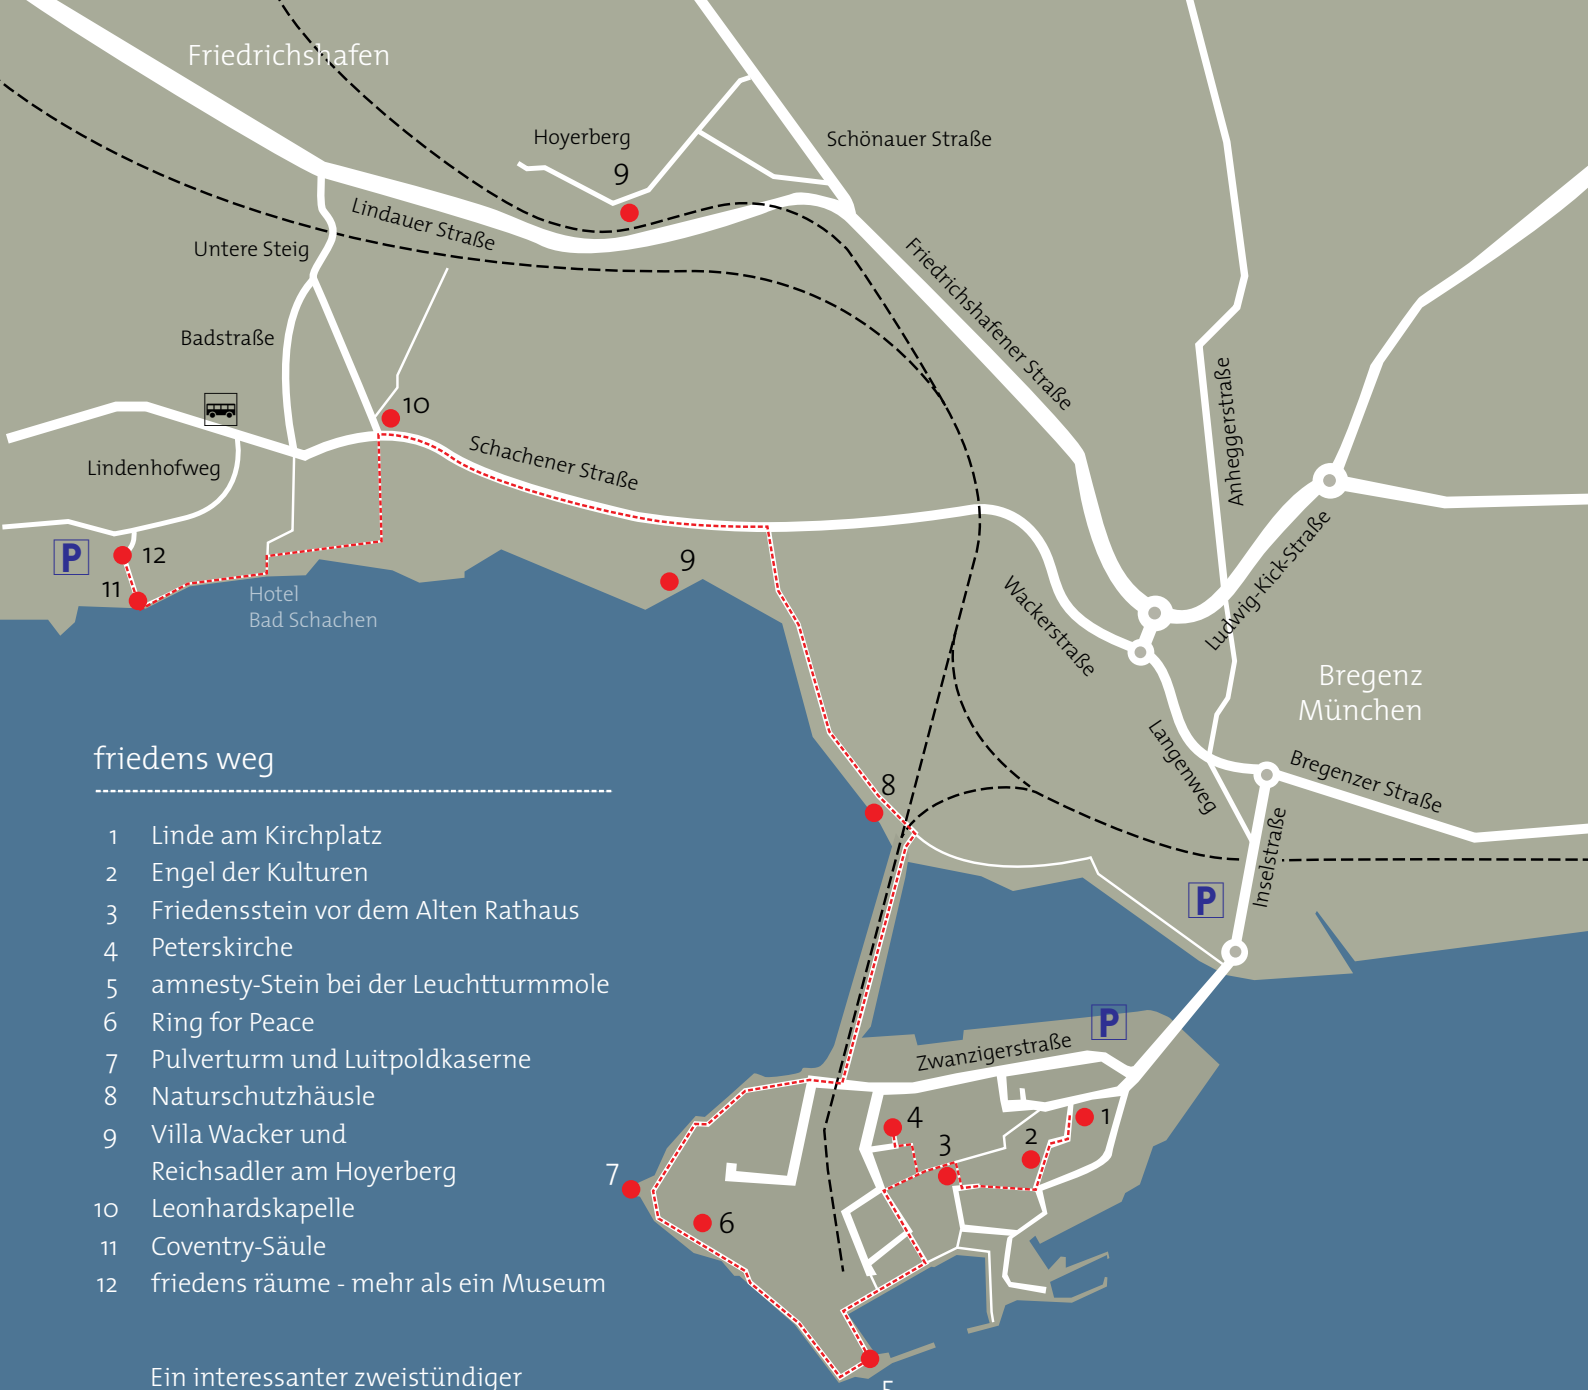 Friedrichshafen
Hoyerberg
9
Schönauer Straße
Lindauer Straße
Untere Steig
Friedrichshafener Straße
Badstraße
10
Anheggerstraße
Schachener Straße
Lindenhofweg
P
12
11
9
Hotel
Bad Schachen
Wackerstraße
Ludwig-Kick-Straße
Bregenz
München
Langenweg
Bregenzer Straße
8
Inselstraße
P
P
Zwanzigerstraße
4
1
3
2
7
6
5
friedens weg
1 Linde am Kirchplatz
2 Engel der Kulturen
3 Friedensstein vor dem Alten Rathaus
4 Peterskirche
5 amnesty-Stein bei der Leuchtturmmole
6 Ring for Peace
7 Pulverturm und Luitpoldkaserne
8 Naturschutzhäusle
9 Villa Wacker und
Reichsadler am Hoyerberg
10 Leonhardskapelle
11 Coventry-Säule
12 friedens räume - mehr als ein Museum
Ein interessanter zweistündiger